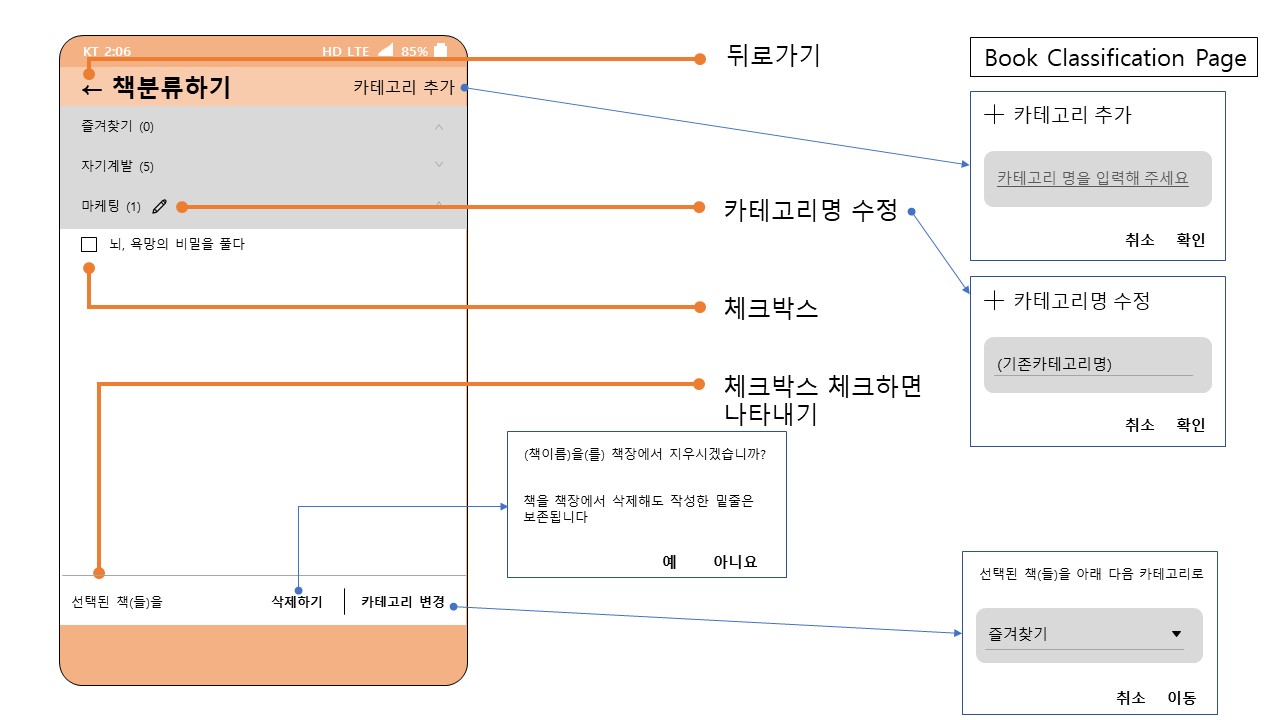 KT 2:06
HD LTE 85%
← 책분류하기
카테고리 추가
즐겨찾기 (0)
자기계발 (5)
마케팅 (1)
뇌, 욕망의 비밀을 풀다
선택된 책(들)을
삭제하기
카테고리 변경
뒤로가기
카테고리명 수정
체크박스
체크박스 체크하면
나타내기
(책이름)을(를) 책장에서 지우시겠습니까?
책을 책장에서 삭제해도 작성한 밑줄은
보존됩니다
예 아니요
Book Classification Page
카테고리 추가
카테고리 명을 입력해 주세요
취소 확인
카테고리명 수정
(기존카테고리명)
취소 확인
선택된 책(들)을 아래 다음 카테고리로
즐겨찾기
취소 이동